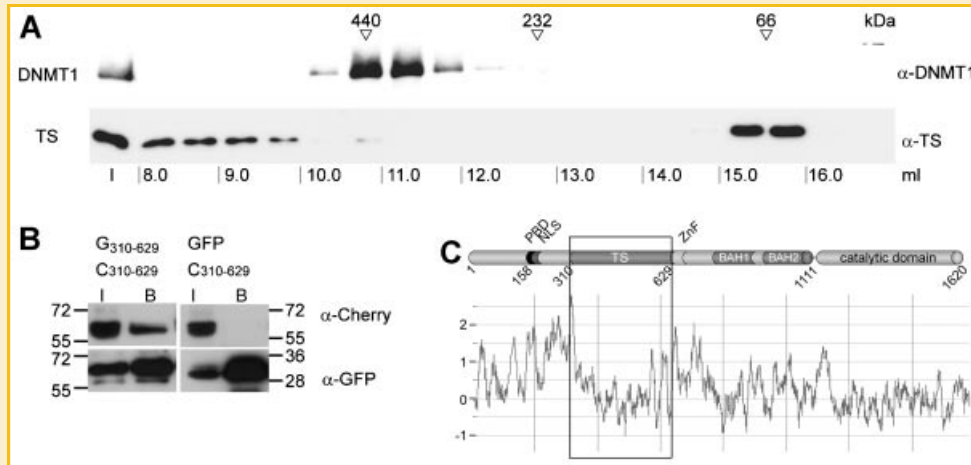 A
440 232 66 kDa
DNMT1 α-DNMT1
TS α-TS
I 8.0 9.0 10.0 11.0 12.0 13.0 14.0 15.0 16.0 ml
B
G310-629 GFP
C310-629 C310-629
I B I B
72 72
55 55
α-Cherry
72 36
55 28
α-GFP
C
PBD NLS ZnF
TS BAH1 BAH2 catalytic domain
1 158 310 629 1111 1620
2
1
0
-1